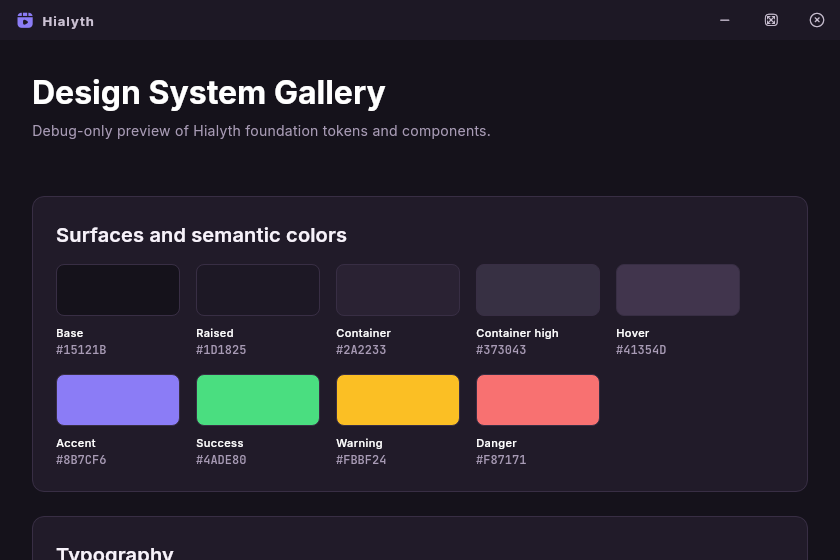 Hialyth
Design System Gallery
Debug-only preview of Hialyth foundation tokens and components.
Surfaces and semantic colors
Base
#15121B
Raised
#1D1825
Container
#2A2233
Container high
#373043
Hover
#41354D
Accent
#8B7CF6
Success
#4ADE80
Warning
#FBBF24
Danger
#F87171
Typography